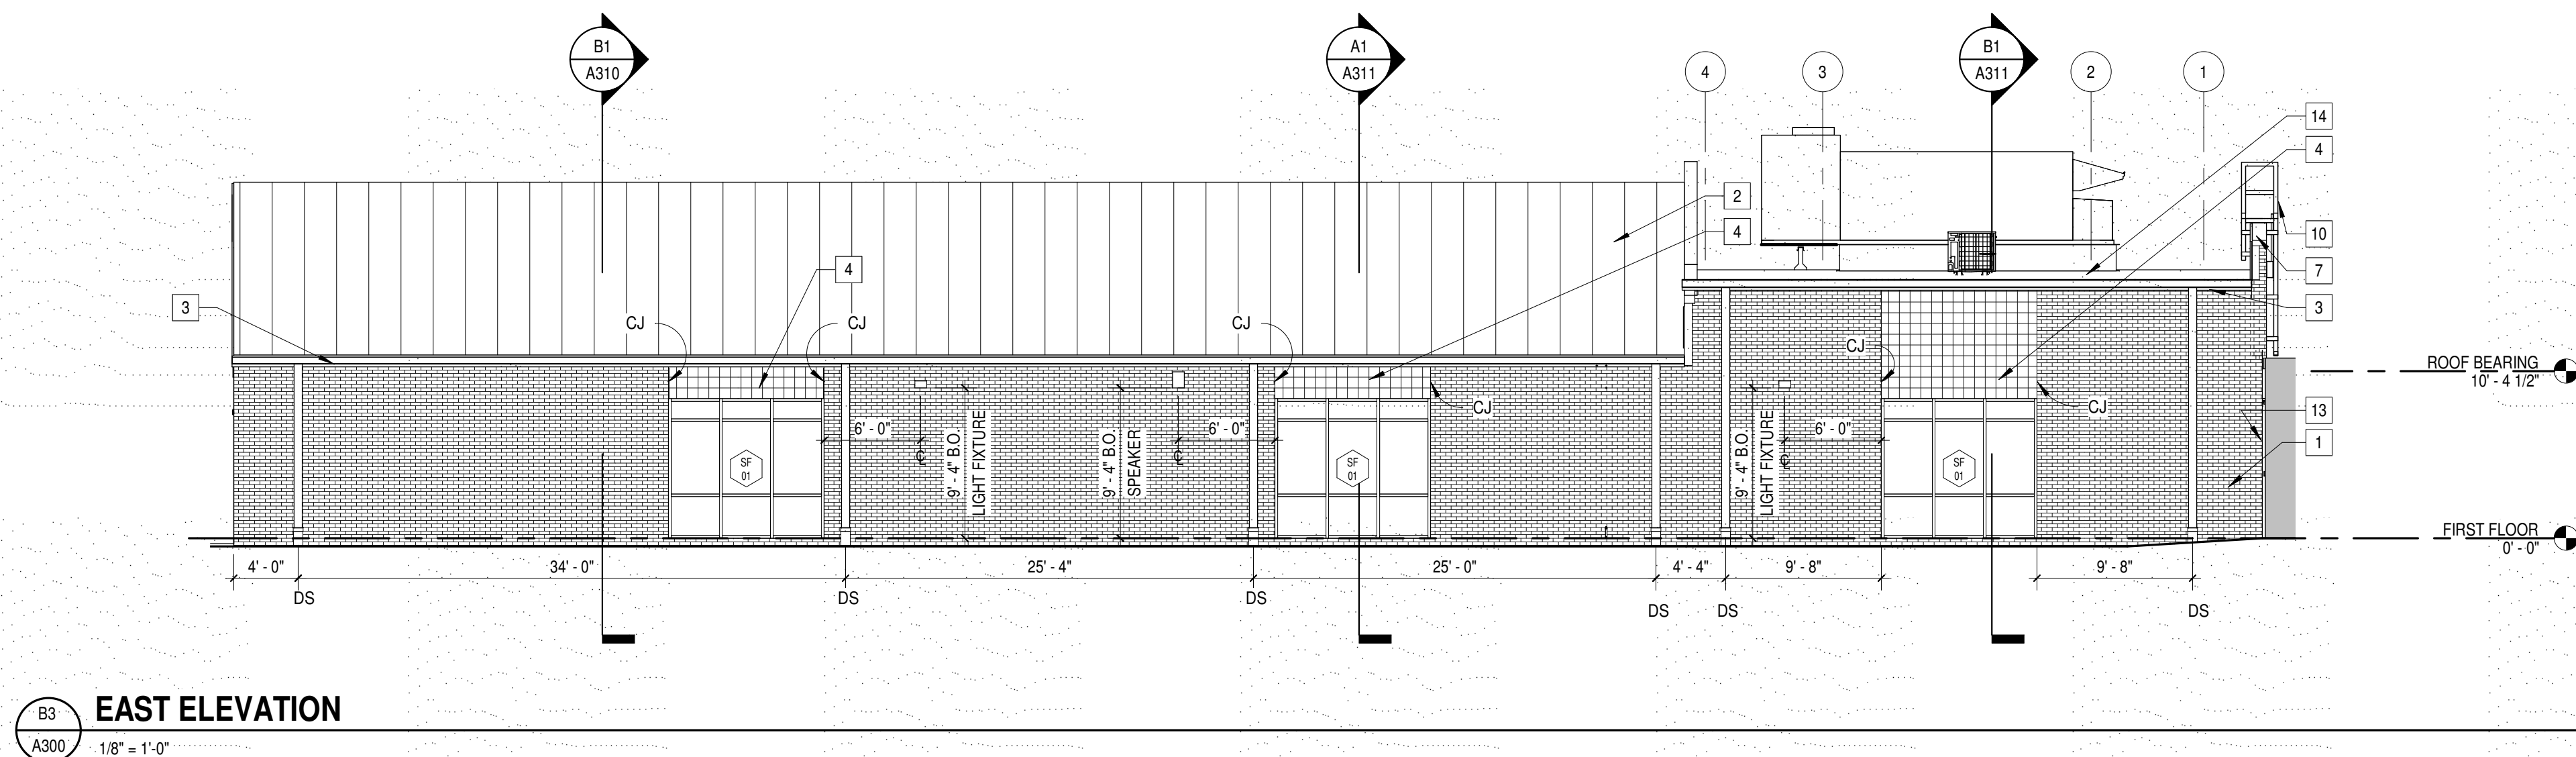 B1
A310
A1
A311
4
3
B1
A311
2
1
14
4
2
4
10
7
3
4
3
CJ
CJ
CJ
CJ
CJ
CJ
ROOF BEARING
10' - 4 1/2"
13
1
6' - 0"
9' - 4" B.O.
LIGHT FIXTURE
9' - 4" B.O.
SPEAKER
6' - 0"
9' - 4" B.O.
LIGHT FIXTURE
6' - 0"
SF
01
SF
01
SF
01
℄
℄
℄
FIRST FLOOR
0' - 0"
4' - 0"
34' - 0"
25' - 4"
25' - 0"
4' - 4"
9' - 8"
9' - 8"
DS
DS
DS
DS
DS
DS
B3
A300
EAST ELEVATION
1/8" = 1'-0"